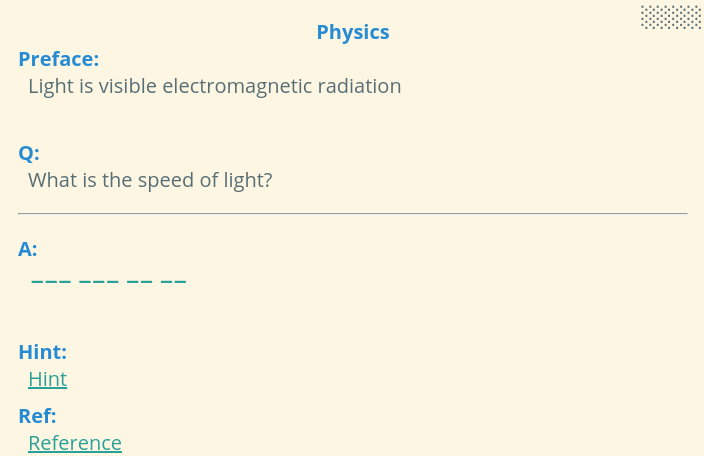 Physics
Preface:
Light is visible electromagnetic radiation
Q:
What is the speed of light?
A:
___ ___ __ __
Hint:
Hint
Ref:
Reference